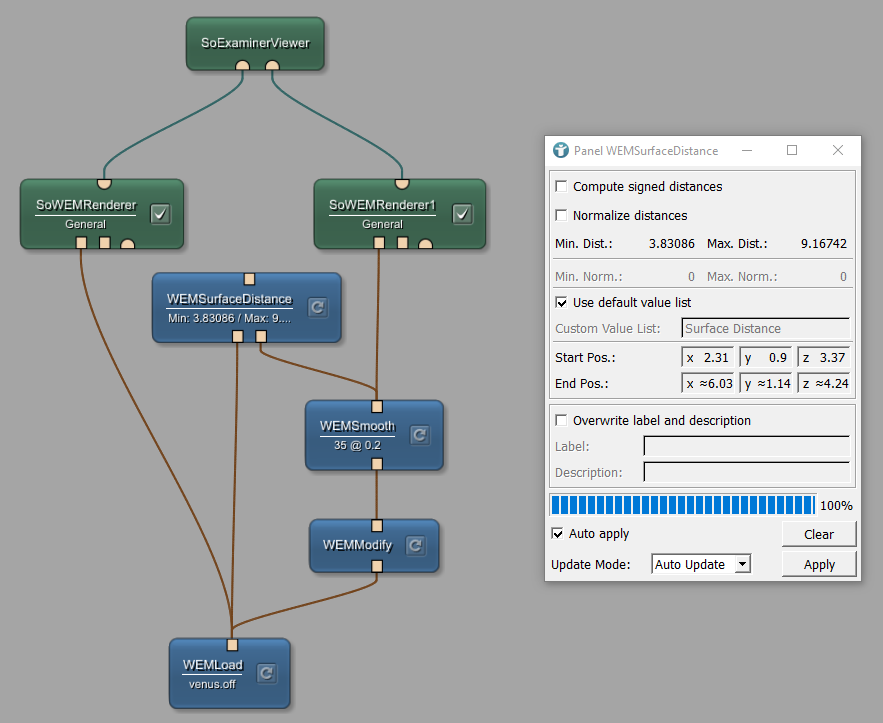 SoExaminerViewer
SoWEMRenderer
General
SoWEMRenderer1
General
WEMSurfaceDistance
Min: 3.83086 / Max: 9....
WEMSmooth
35 @ 0.2
WEMModify
WEMLoad
venus.off
Panel WEMSurfaceDistance
Compute signed distances
Normalize distances
Min. Dist.: 3.83086 Max. Dist.: 9.16742
Min. Norm.: 0 Max. Norm.: 0
Use default value list
Custom Value List: Surface Distance
Start Pos.: x 2.31 y 0.9 z 3.37
End Pos.: x ≈6.03 y ≈1.14 z ≈4.24
Overwrite label and description
Label:
Description:
100%
Auto apply Clear
Update Mode: Auto Update Apply